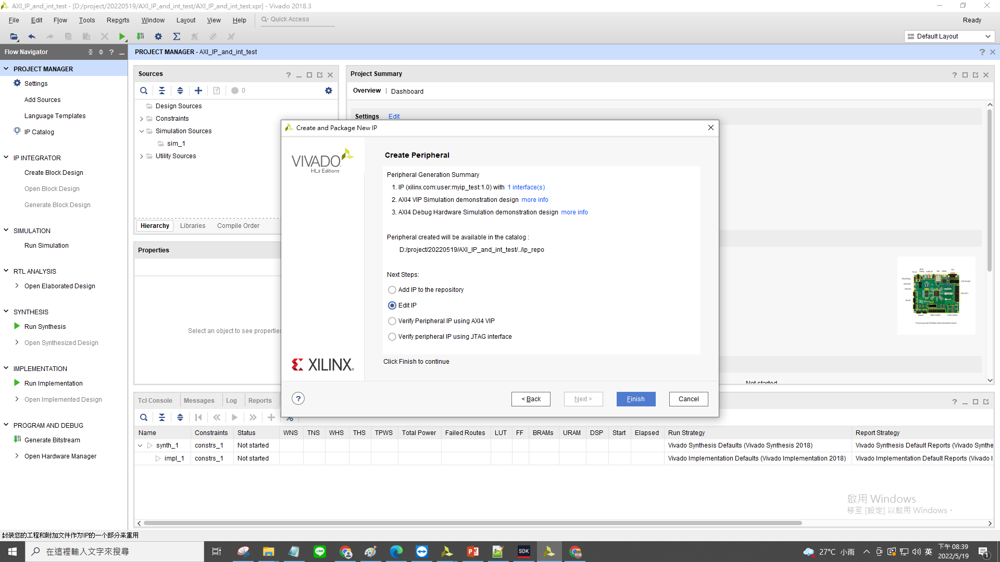 AXI_IP_and_int_test - [D:/project/20220519/AXI_IP_and_int_test/AXI_IP_and_int_test.xpr] - Vivado 2018.3
File Edit Flow Tools Reports Window Layout View Help Quick Access Ready
Default Layout
Flow Navigator
PROJECT MANAGER - AXI_IP_and_int_test
PROJECT MANAGER
Settings
Add Sources
Language Templates
IP Catalog
IP INTEGRATOR
Create Block Design
Open Block Design
Generate Block Design
SIMULATION
Run Simulation
RTL ANALYSIS
Open Elaborated Design
SYNTHESIS
Run Synthesis
Open Synthesized Design
IMPLEMENTATION
Run Implementation
Open Implemented Design
PROGRAM AND DEBUG
Generate Bitstream
Open Hardware Manager
Sources
0
Design Sources
Constraints
Simulation Sources
sim_1
Utility Sources
Hierarchy Libraries Compile Order
Properties
Select an object to see properties
Project Summary
Overview | Dashboard
Settings Edit
Not started
Create and Package New IP
VIVADO
HLx Editions
XILINX
Create Peripheral
Peripheral Generation Summary
1. IP (xilinx.com:user:myip_test:1.0) with 1 interface(s)
2. AXI4 VIP Simulation demonstration design more info
3. AXI4 Debug Hardware Simulation demonstration design more info
Peripheral created will be available in the catalog :
D:/project/20220519/AXI_IP_and_int_test/../ip_repo
Next Steps:
Add IP to the repository
Edit IP
Verify Peripheral IP using AXI4 VIP
Verify peripheral IP using JTAG interface
Click Finish to continue
? < Back Next > Finish Cancel
Tcl Console Messages Log Reports
Name Constraints Status WNS TNS WHS THS TPWS Total Power Failed Routes LUT FF BRAMs URAM DSP Start Elapsed Run Strategy Report Strategy
synth_1 constrs_1 Not started Vivado Synthesis Defaults (Vivado Synthesis 2018) Vivado Synthesis Default Reports (Vivado Synthe
impl_1 constrs_1 Not started Vivado Implementation Defaults (Vivado Implementation 2018) Vivado Implementation Default Reports (Vivado I
啟用 Windows
移至 [設定] 以啟用 Windows。
封装您的工程和附加文件作为IP的一个部分来重用
在這裡輸入文字來搜尋
LINE
SDK
27°C 小雨
英
下午 08:39
2022/5/19
1